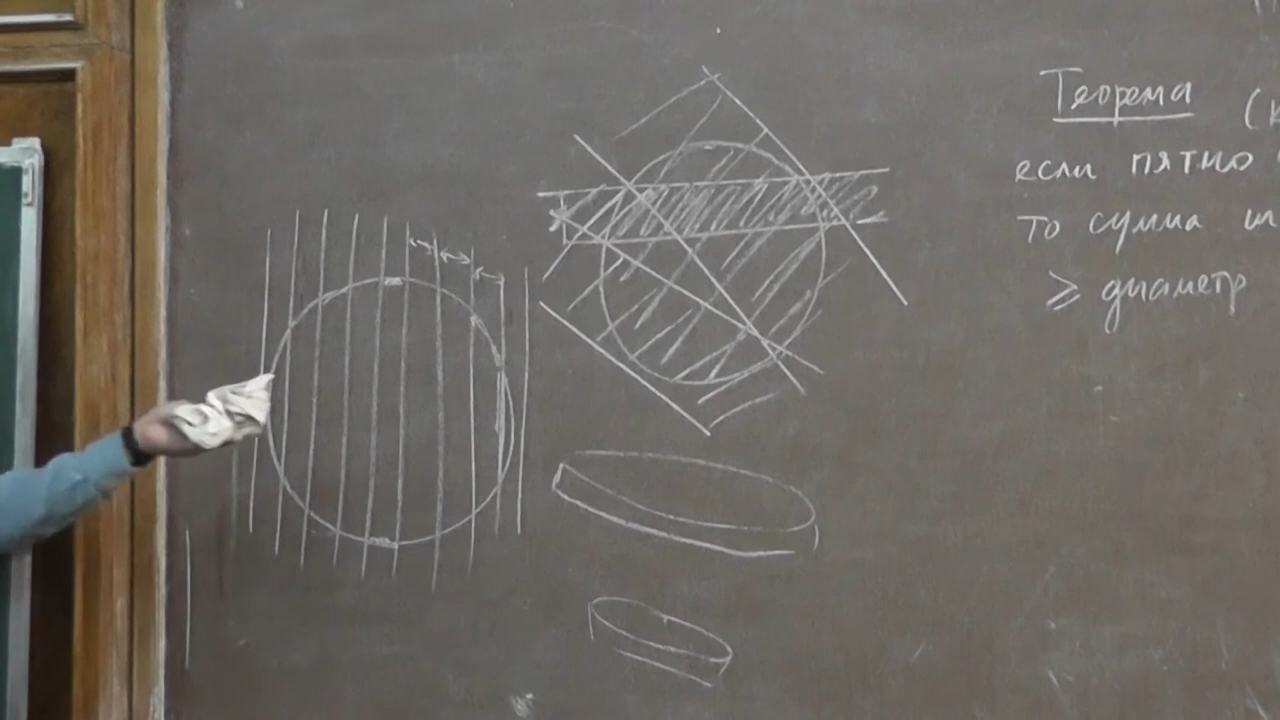 Теорема (
если пятно
то сумма
≥ диаметр